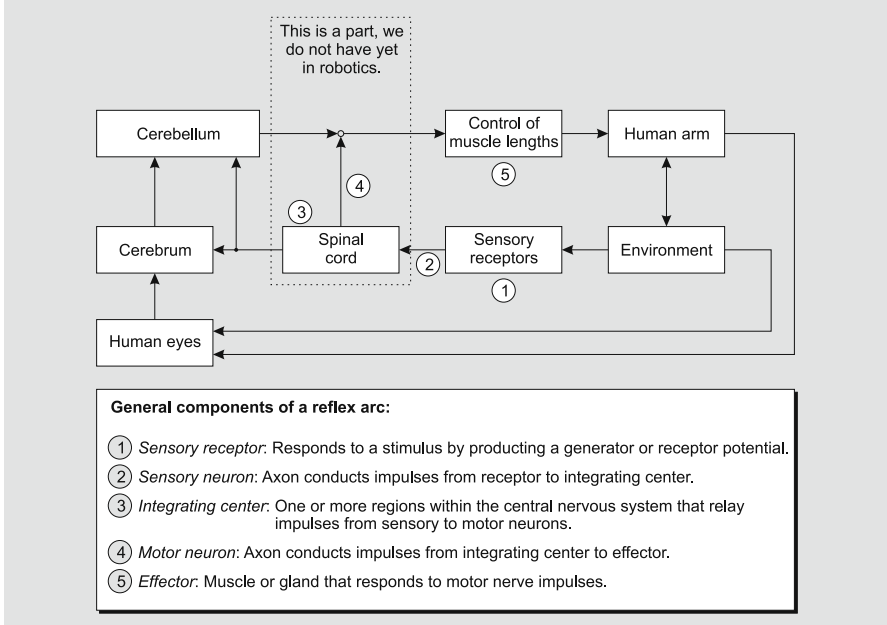 This is a part, we
do not have yet
in robotics.
Cerebellum
Control of
muscle lengths
Human arm
5
4
3
Cerebrum
Spinal
cord
2
Sensory
receptors
1
Environment
Human eyes
General components of a reflex arc:
1 Sensory receptor: Responds to a stimulus by producting a generator or receptor potential.
2 Sensory neuron: Axon conducts impulses from receptor to integrating center.
3 Integrating center: One or more regions within the central nervous system that relay
impulses from sensory to motor neurons.
4 Motor neuron: Axon conducts impulses from integrating center to effector.
5 Effector: Muscle or gland that responds to motor nerve impulses.